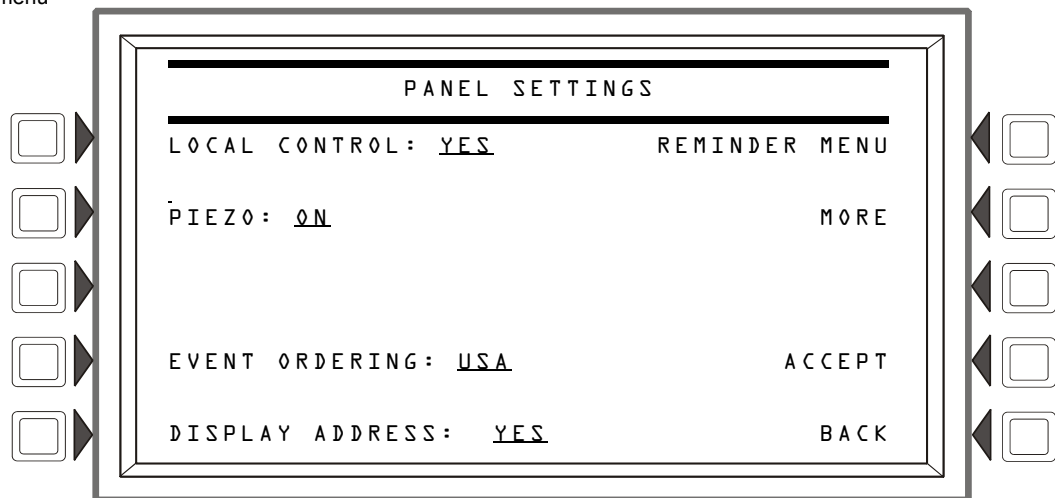 menu
PANEL SETTINGS
LOCAL CONTROL: YES REMINDER MENU
PIEZO: ON MORE
EVENT ORDERING: USA ACCEPT
DISPLAY ADDRESS: YES BACK